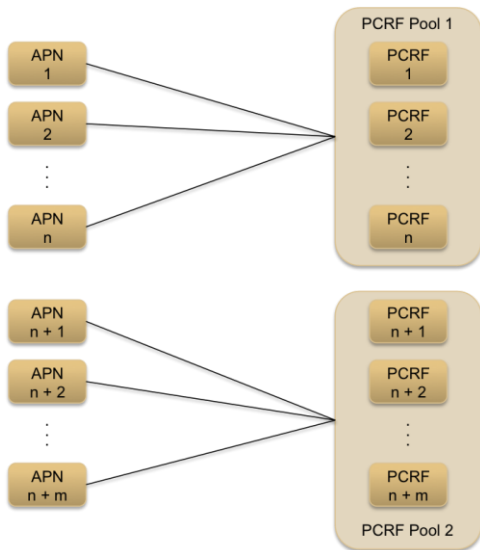 PCRF Pool 1
APN
1
PCRF
1
APN
2
PCRF
2
APN
n
PCRF
n
APN
n + 1
PCRF
n + 1
APN
n + 2
PCRF
n + 2
APN
n + m
PCRF
n + m
PCRF Pool 2